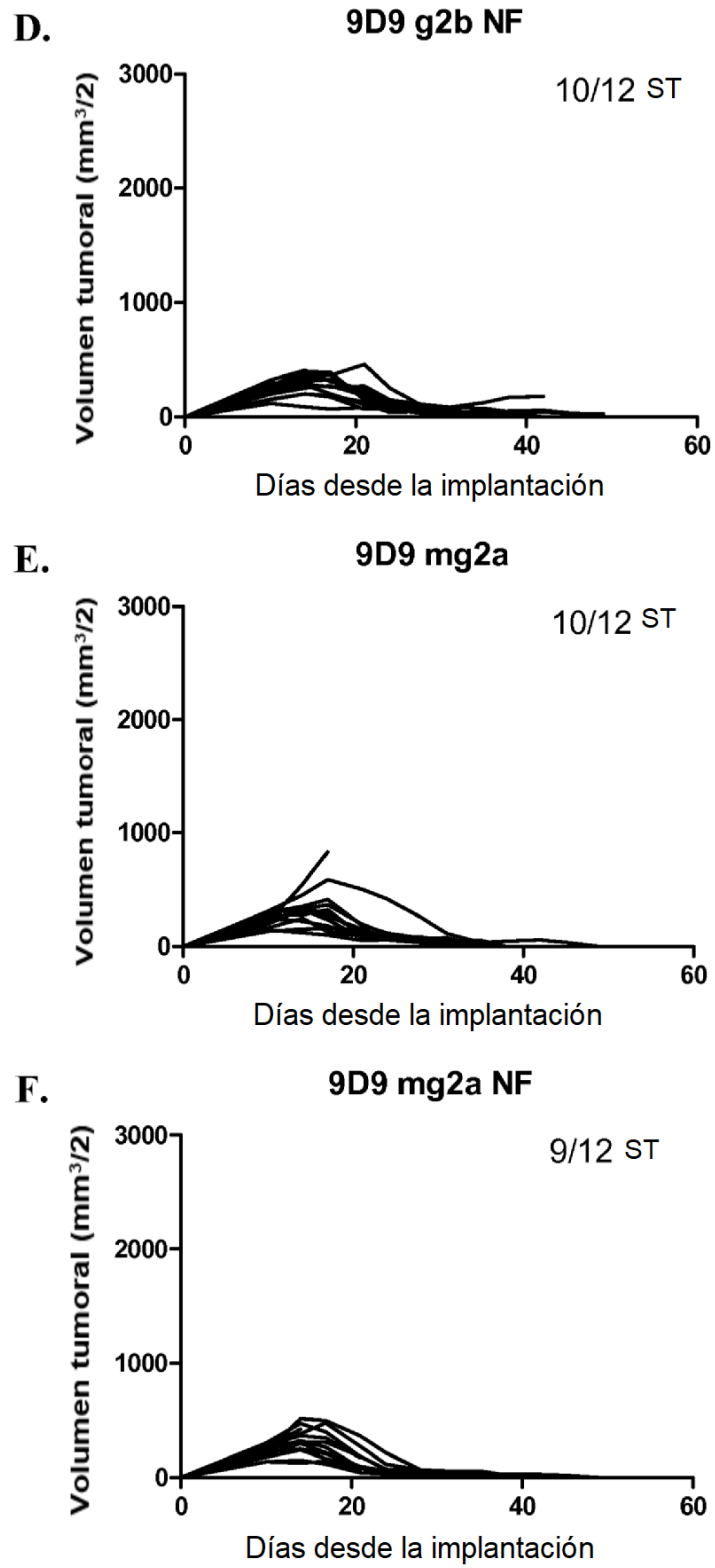 D.
9D9 g2b NF
10/12 ST
Volumen tumoral (mm³/2)
3000
2000
1000
0
0 20 40 60
Días desde la implantación
E.
9D9 mg2a
10/12 ST
Volumen tumoral (mm³/2)
3000
2000
1000
0
0 20 40 60
Días desde la implantación
F.
9D9 mg2a NF
9/12 ST
Volumen tumoral (mm³/2)
3000
2000
1000
0
0 20 40 60
Días desde la implantación